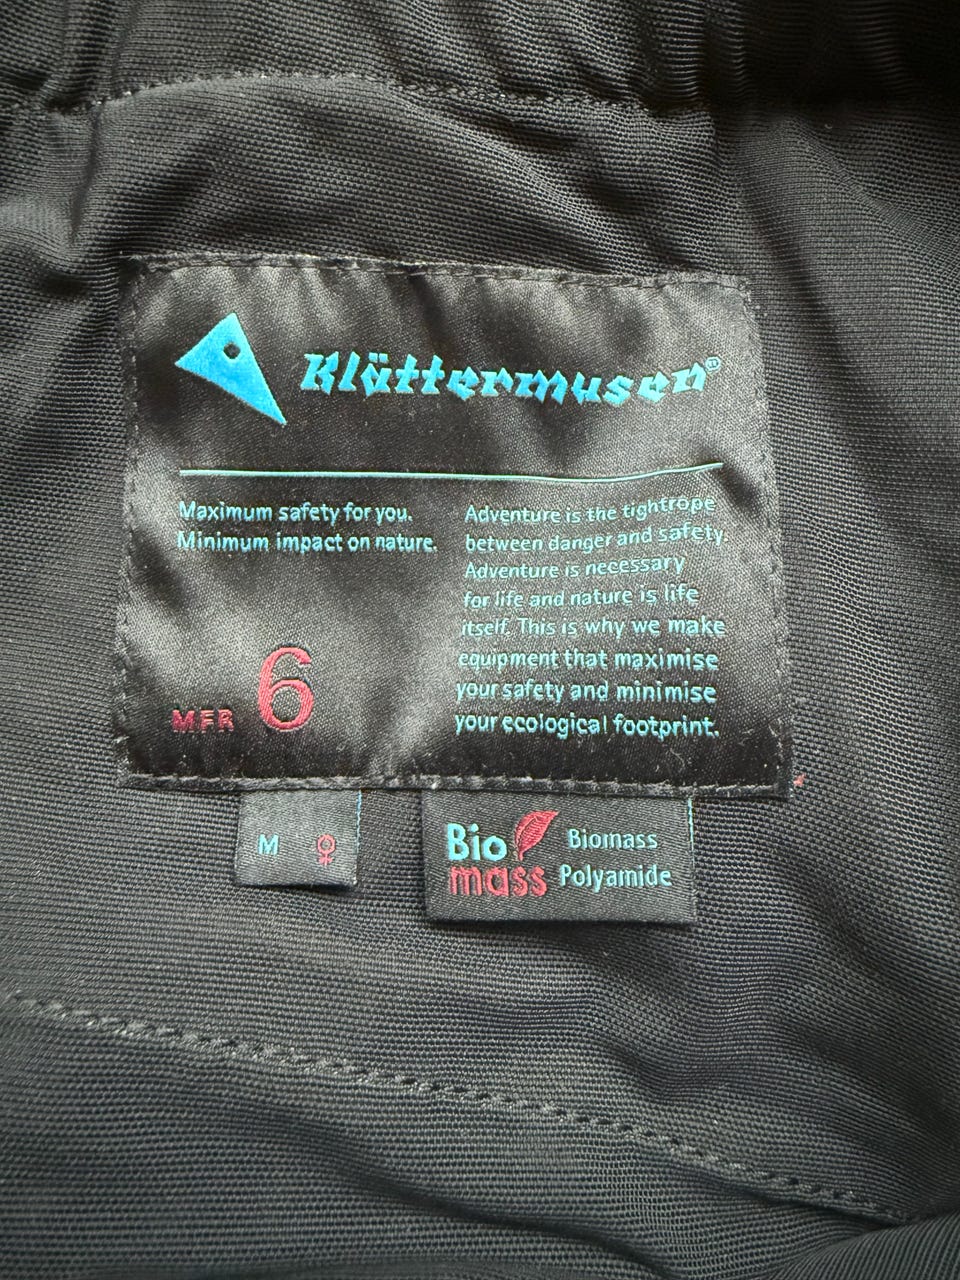 Klättermusen®
Maximum safety for you.
Minimum impact on nature.
Adventure is the tightrope
between danger and safety.
Adventure is necessary
for life and nature is life
itself. This is why we make
equipment that maximise
your safety and minimise
your ecological footprint.
MFR 6
M ♀
Bio
mass
Biomass
Polyamide